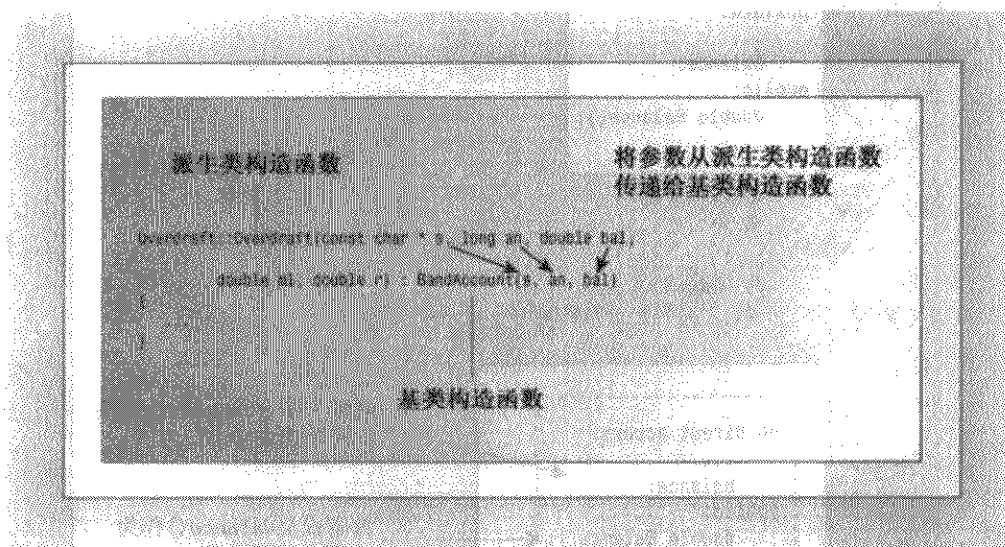 派生类构造函数
将参数从派生类构造函数
传递给基类构造函数
Overdraft::Overdraft(const char * s, long an, double bal,
double ml, double r) : BandAccount(s, an, bal)
{
...
}
基类构造函数